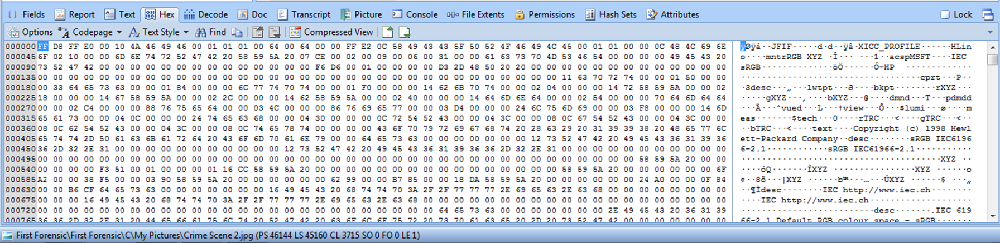 Fields Report Text Hex Decode Doc Transcript Picture Console File Extents Permissions Hash Sets Attributes Lock
Options Codepage Text Style Find Compressed View
000000 FF D8 FF E0 00 10 4A 46 49 46 00 01 01 01 00 64 00 64 00 00 FF E2 0C 58 49 43 43 5F 50 52 4F 46 49 4C 45 00 01 01 00 00 0C 48 4C 69 6E ÿØÿà··JFIF·····d·d··ÿâ·XICC_PROFILE······HLin
000045 6F 02 10 00 00 6D 6E 74 72 52 47 42 20 58 59 5A 20 07 CE 00 02 00 09 00 06 00 31 00 00 61 63 73 70 4D 53 46 54 00 00 00 00 49 45 43 20 o····mntrRGB XYZ ·Î·······1··acspMSFT····IEC
000090 73 52 47 42 00 00 00 00 00 00 00 00 00 00 00 00 00 00 F6 D6 00 01 00 00 00 00 D3 2D 48 50 20 20 00 00 00 00 00 00 00 00 00 00 00 00 00 sRGB··············öÖ······Ó-HP ·············
000135 00 00 00 00 00 00 00 00 00 00 00 00 00 00 00 00 00 00 00 00 00 00 00 00 00 00 00 00 00 00 00 00 00 00 11 63 70 72 74 00 00 01 50 00 00 ···································cprt···P··
000180 00 33 64 65 73 63 00 00 01 84 00 00 00 6C 77 74 70 74 00 00 01 F0 00 00 00 14 62 6B 70 74 00 00 02 04 00 00 00 14 72 58 59 5A 00 00 02 ·3desc···„···lwtpt···ð····bkpt········rXYZ···
000225 18 00 00 00 14 67 58 59 5A 00 00 02 2C 00 00 00 14 62 58 59 5A 00 00 02 40 00 00 00 14 64 6D 6E 64 00 00 02 54 00 00 00 70 64 6D 64 64 ·····gXYZ···,····bXYZ···@····dmnd···T···pdmdd
000270 00 00 02 C4 00 00 00 88 76 75 65 64 00 00 03 4C 00 00 00 86 76 69 65 77 00 00 03 D4 00 00 00 24 6C 75 6D 69 00 00 03 F8 00 00 00 14 6D ···Ä···ˆvued···L···†view···Ô···$lumi···ø····m
000315 65 61 73 00 00 04 0C 00 00 00 24 74 65 63 68 00 00 04 30 00 00 00 0C 72 54 52 43 00 00 04 3C 00 00 08 0C 67 54 52 43 00 00 04 3C 00 00 eas·······$tech···0····rTRC···<····gTRC···<··
000360 08 0C 62 54 52 43 00 00 04 3C 00 00 08 0C 74 65 78 74 00 00 00 00 43 6F 70 79 72 69 67 68 74 20 28 63 29 20 31 39 39 38 20 48 65 77 6C ··bTRC···<····text····Copyright (c) 1998 Hewl
000405 65 74 74 2D 50 61 63 6B 61 72 64 20 43 6F 6D 70 61 6E 79 00 00 64 65 73 63 00 00 00 00 00 00 00 12 73 52 47 42 20 49 45 43 36 31 39 36 ett-Packard Company··desc········sRGB IEC6196
000450 36 2D 32 2E 31 00 00 00 00 00 00 00 00 00 00 00 12 73 52 47 42 20 49 45 43 36 31 39 36 36 2D 32 2E 31 00 00 00 00 00 00 00 00 00 00 00 6-2.1············sRGB IEC61966-2.1···········
000495 00 00 00 00 00 00 00 00 00 00 00 00 00 00 00 00 00 00 00 00 00 00 00 00 00 00 00 00 00 00 00 00 00 00 00 00 00 00 00 58 59 5A 20 00 00 ·······································XYZ ··
000540 00 00 00 00 F3 51 00 01 00 00 00 01 16 CC 58 59 5A 20 00 00 00 00 00 00 00 00 00 00 00 00 00 00 00 00 58 59 5A 20 00 00 00 00 00 00 6F ····óQ·······ÌXYZ ················XYZ ······o
000585 A2 00 00 38 F5 00 00 03 90 58 59 5A 20 00 00 00 00 00 00 62 99 00 00 B7 85 00 00 18 DA 58 59 5A 20 00 00 00 00 00 00 24 A0 00 00 0F 84 ¢··8õ···|XYZ ······b™··…···ÚXYZ ······$ ···„
000630 00 00 B6 CF 64 65 73 63 00 00 00 00 00 00 00 16 49 45 43 20 68 74 74 70 3A 2F 2F 77 77 77 2E 69 65 63 2E 63 68 00 00 00 00 00 00 00 00 ··¶Ïdesc········IEC http://www.iec.ch········
000675 00 00 00 16 49 45 43 20 68 74 74 70 3A 2F 2F 77 77 77 2E 69 65 63 2E 63 68 00 00 00 00 00 00 00 00 00 00 00 00 00 00 00 00 00 00 00 00 ····IEC http://www.iec.ch····················
000720 00 00 00 00 00 00 00 00 00 00 00 00 00 00 00 00 00 00 00 00 00 00 00 00 00 00 64 65 73 63 00 00 00 00 00 00 00 2E 49 45 43 20 36 31 39 ··························desc·······.IEC 619
000765 36 36 2D 32 2E 31 20 44 65 66 61 75 6C 74 20 52 47 42 20 63 6F 6C 6F 75 72 20 73 70 61 63 65 20 2D 20 73 52 47 42 00 00 00 00 00 00 00 66-2.1 Default RGB colour space - sRGB·······
First Forensic\First Forensic\C\My Pictures\Crime Scene 2.jpg (PS 46144 LS 45160 CL 3715 SO 0 FO 0 LE 1)